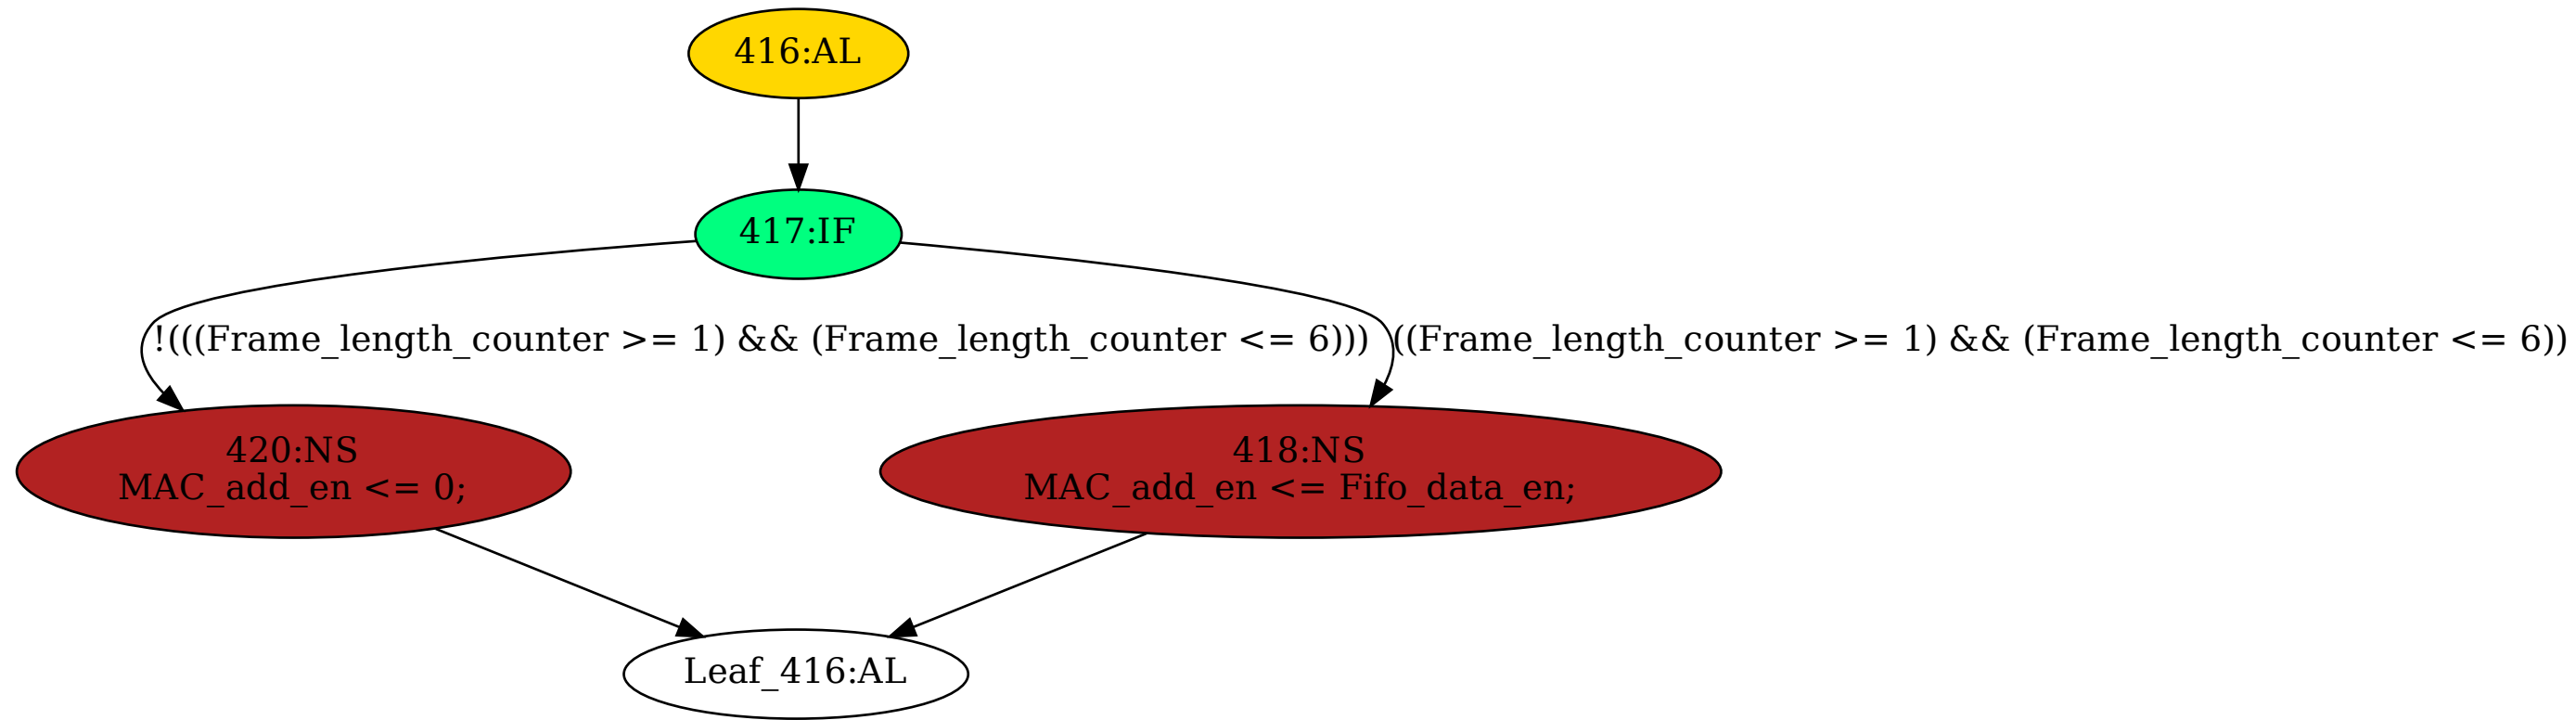 416:AL
417:IF
!(((Frame_length_counter >= 1) && (Frame_length_counter <= 6)))
((Frame_length_counter >= 1) && (Frame_length_counter <= 6))
420:NS
MAC_add_en <= 0;
418:NS
MAC_add_en <= Fifo_data_en;
Leaf_416:AL